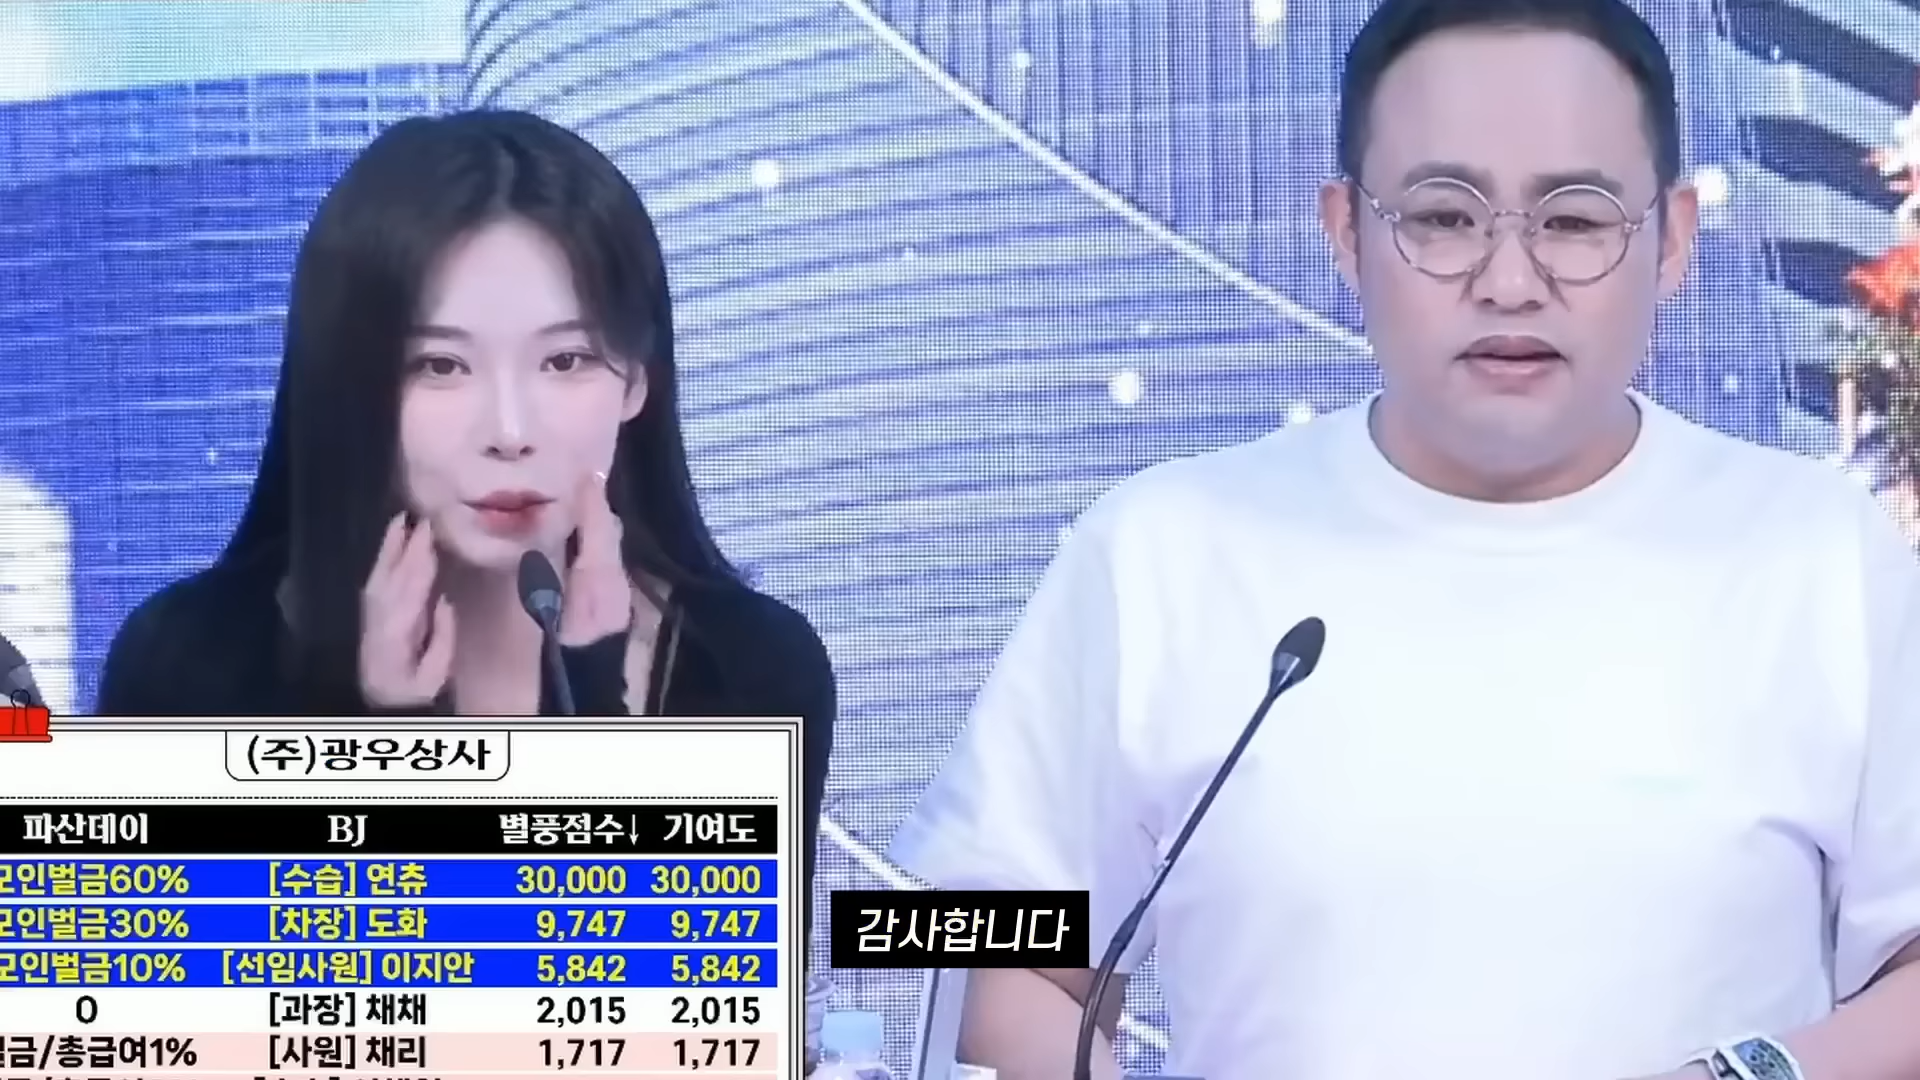 (주)광우상사
파산데이 BJ 별풍점수↓ 기여도
모인벌금60% [수습] 연츄 30,000 30,000
모인벌금30% [차장] 도화 9,747 9,747
모인벌금10% [선임사원] 이지안 5,842 5,842
0 [과장] 채채 2,015 2,015
벌금/총급여1% [사원] 채리 1,717 1,717
감사합니다